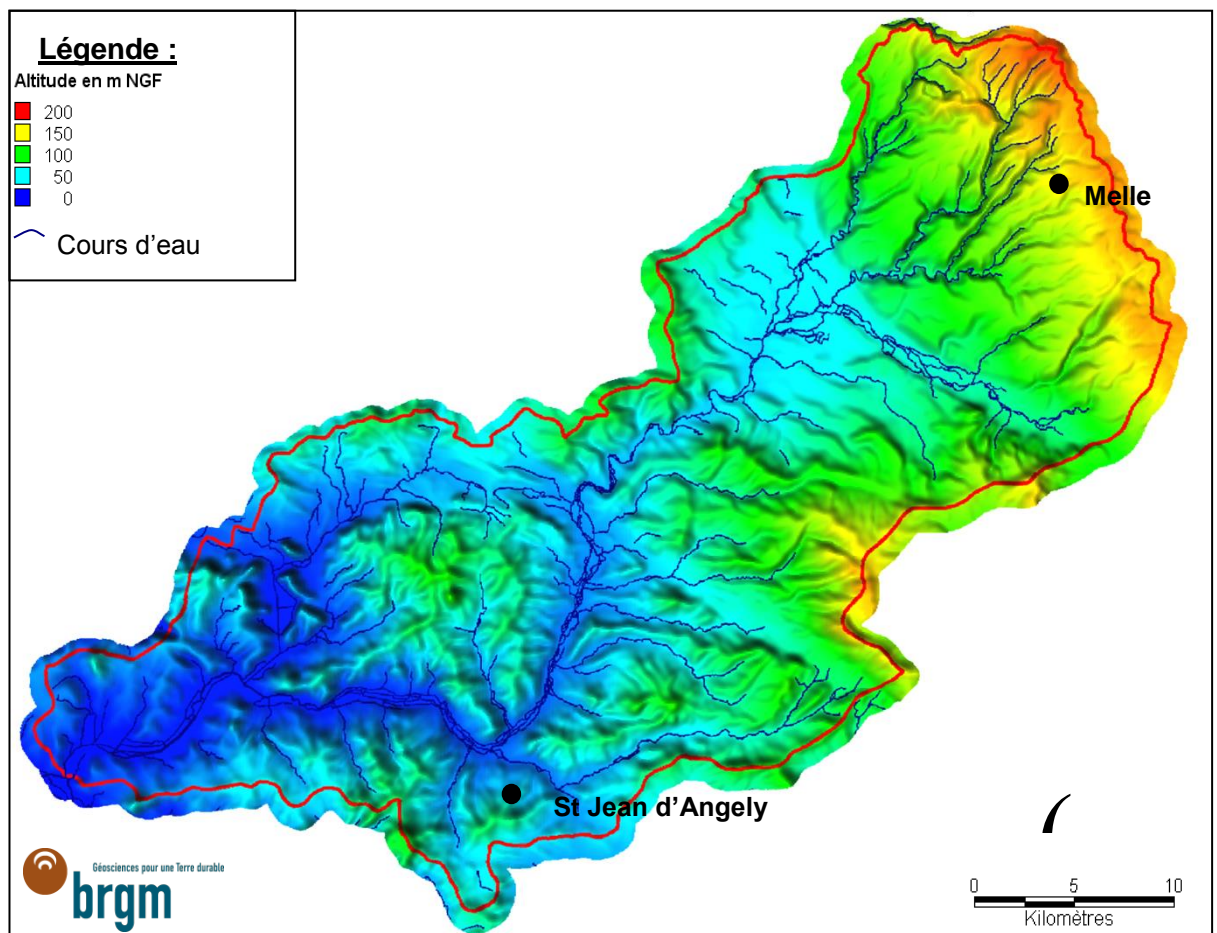 Légende :
Altitude en m NGF
200
150
100
50
0
Cours d'eau
Melle
St Jean d'Angely
Géosciences pour une Terre durable
brgm
0 5 10
Kilomètres